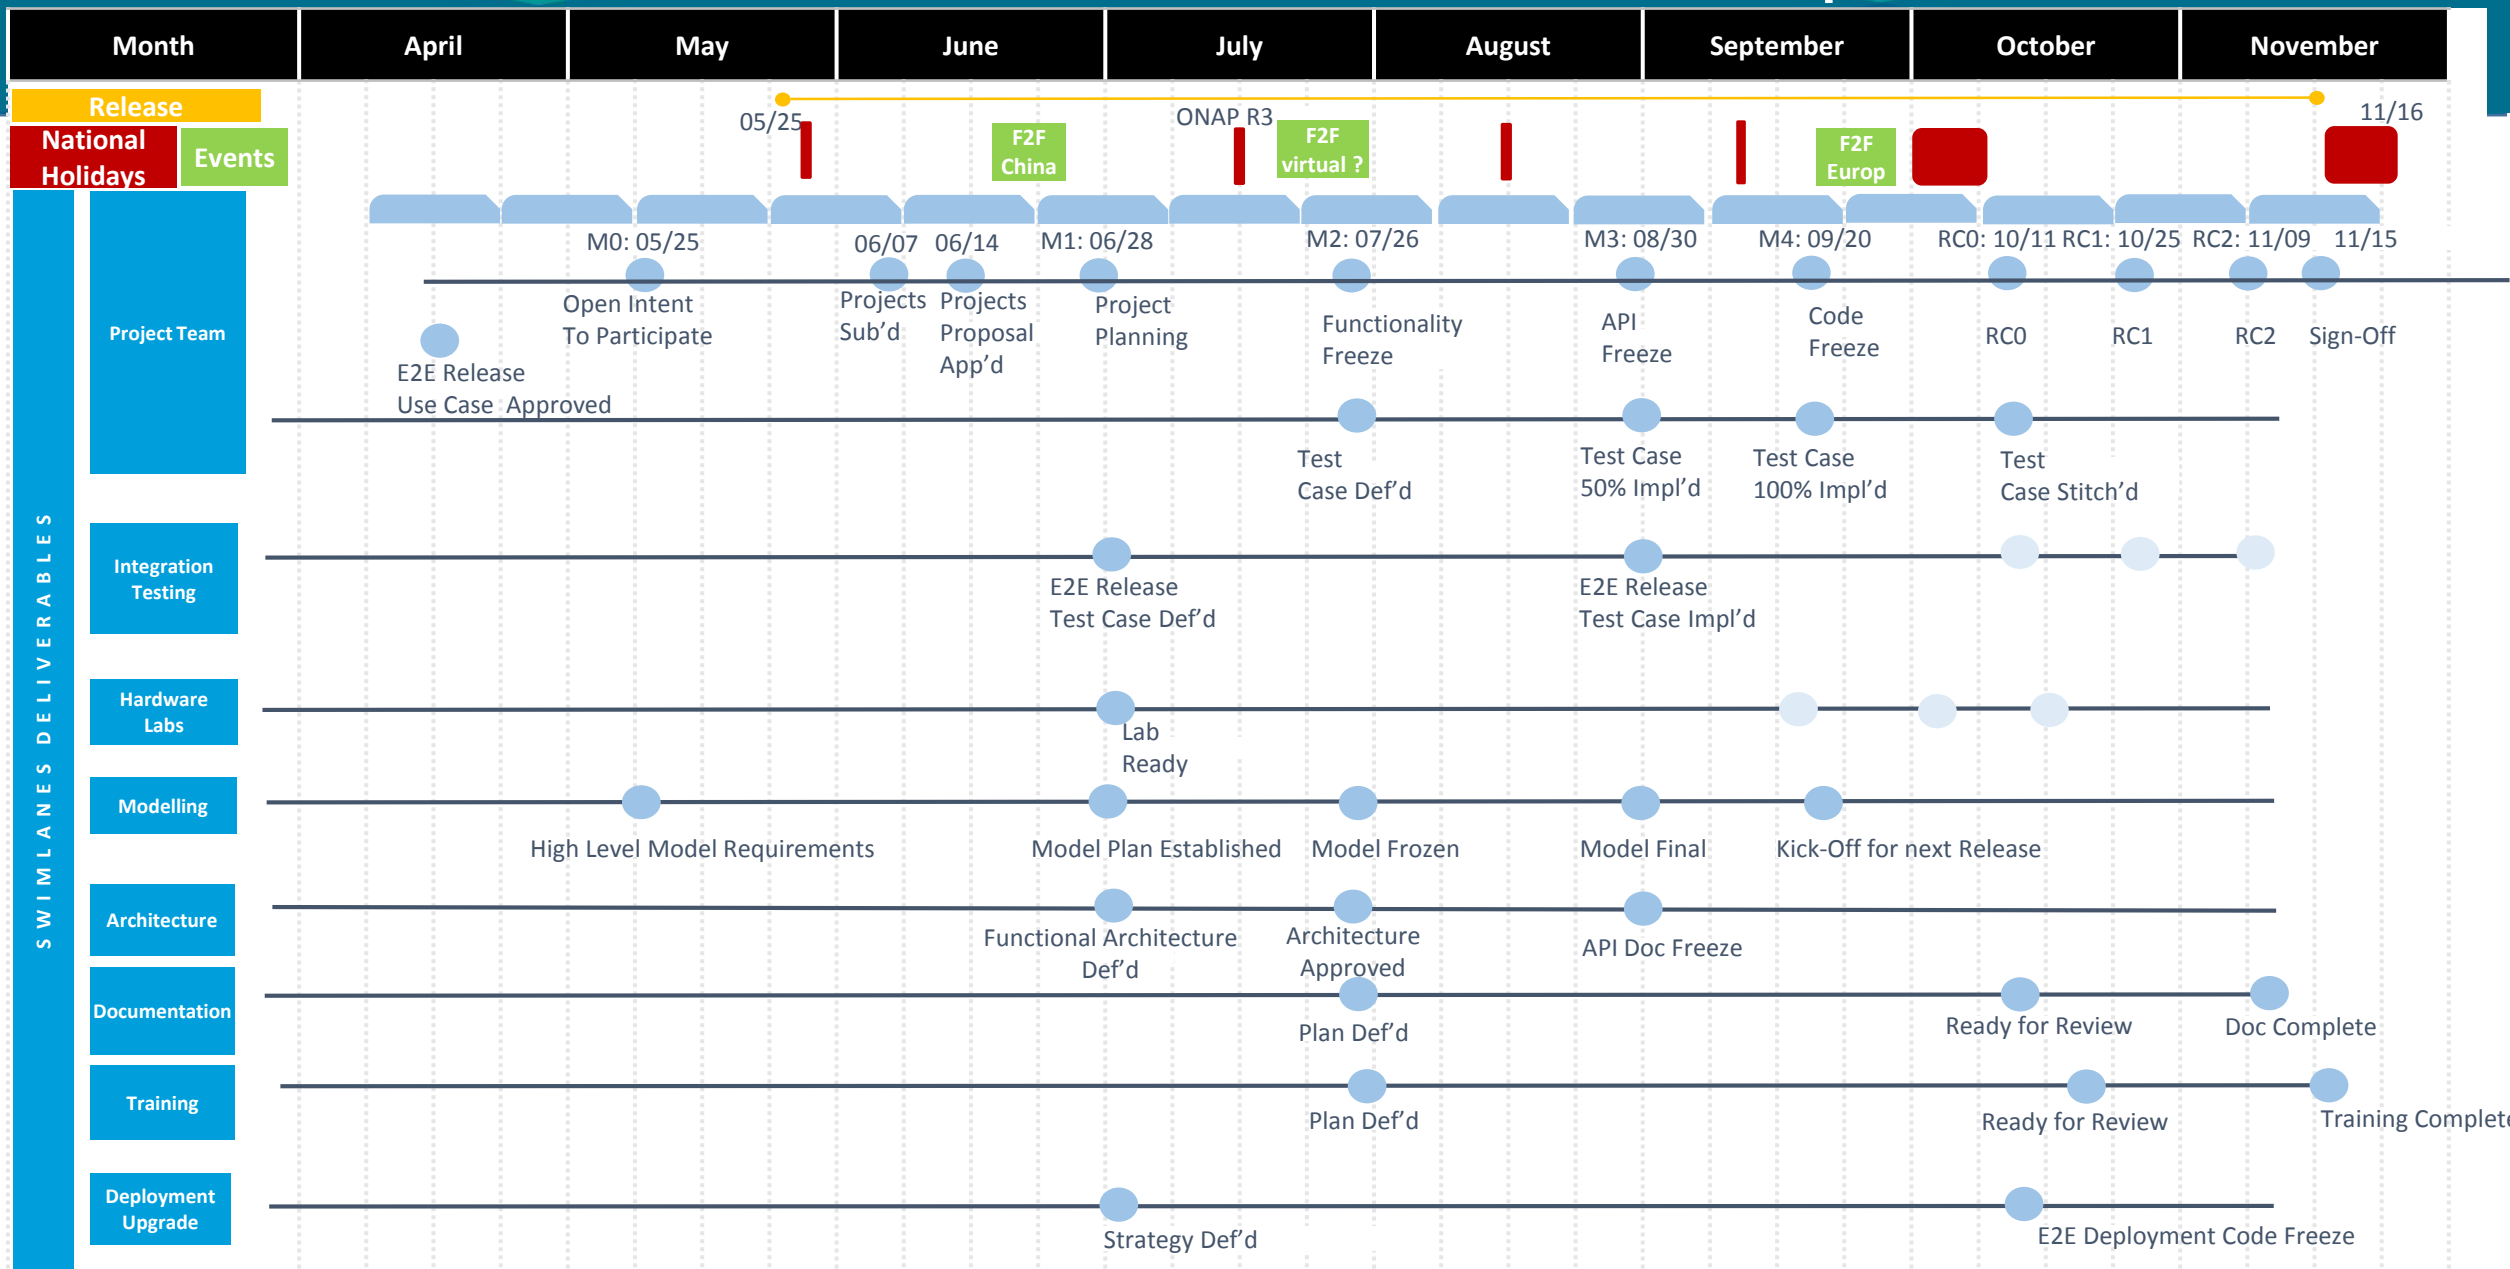 Month April May June July August September October November
Release
05/25
ONAP R3
11/16
National
Holidays
Events
F2F
China
F2F
virtual ?
F2F
Europ
SWIMLANES DELIVERABLES
Project Team
M0: 05/25 06/07 06/14 M1: 06/28 M2: 07/26 M3: 08/30 M4: 09/20 RC0: 10/11 RC1: 10/25 RC2: 11/09 11/15
Open Intent
To Participate
Projects
Sub’d
Projects
Proposal
App’d
Project
Planning
Functionality
Freeze
API
Freeze
Code
Freeze
RC0
RC1
RC2
Sign-Off
E2E Release
Use Case Approved
Test
Case Def’d
Test Case
50% Impl’d
Test Case
100% Impl’d
Test
Case Stitch’d
Integration
Testing
E2E Release
Test Case Def’d
E2E Release
Test Case Impl’d
Hardware
Labs
Lab
Ready
Modelling
High Level Model Requirements
Model Plan Established
Model Frozen
Model Final
Kick-Off for next Release
Architecture
Functional Architecture
Def’d
Architecture
Approved
API Doc Freeze
Documentation
Plan Def’d
Ready for Review
Doc Complete
Training
Plan Def’d
Ready for Review
Training Complete
Deployment
Upgrade
Strategy Def’d
E2E Deployment Code Freeze